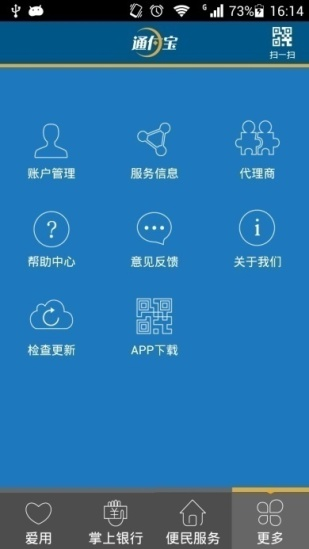 G
73%
16:14
通付宝
扫一扫
账户管理
服务信息
代理商
帮助中心
意见反馈
关于我们
检查更新
APP下载
爱用
掌上银行
便民服务
更多